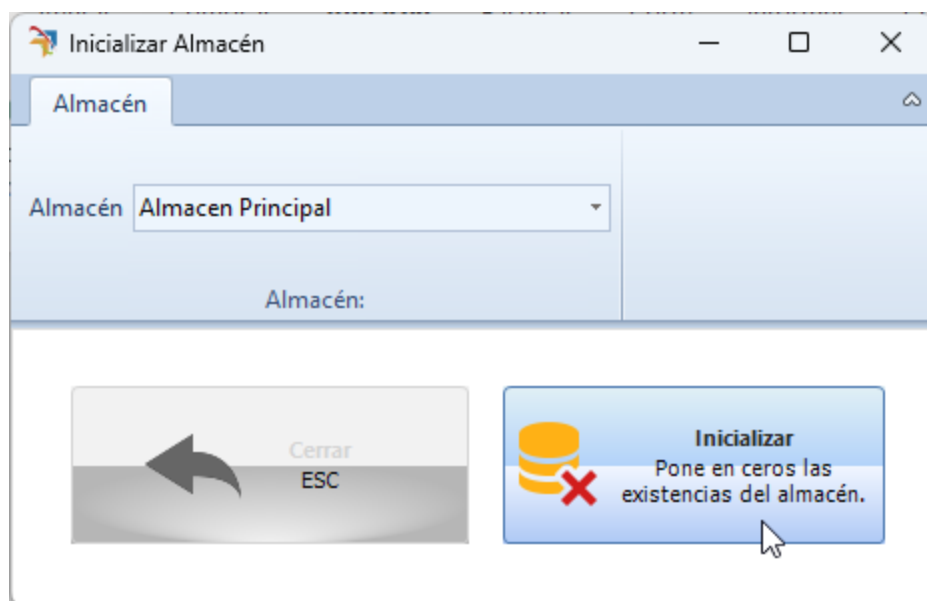 Inicializar Almacén
Almacén
Almacén Almacen Principal
Almacén:
Cerrar
ESC
Inicializar
Pone en ceros las
existencias del almacén.